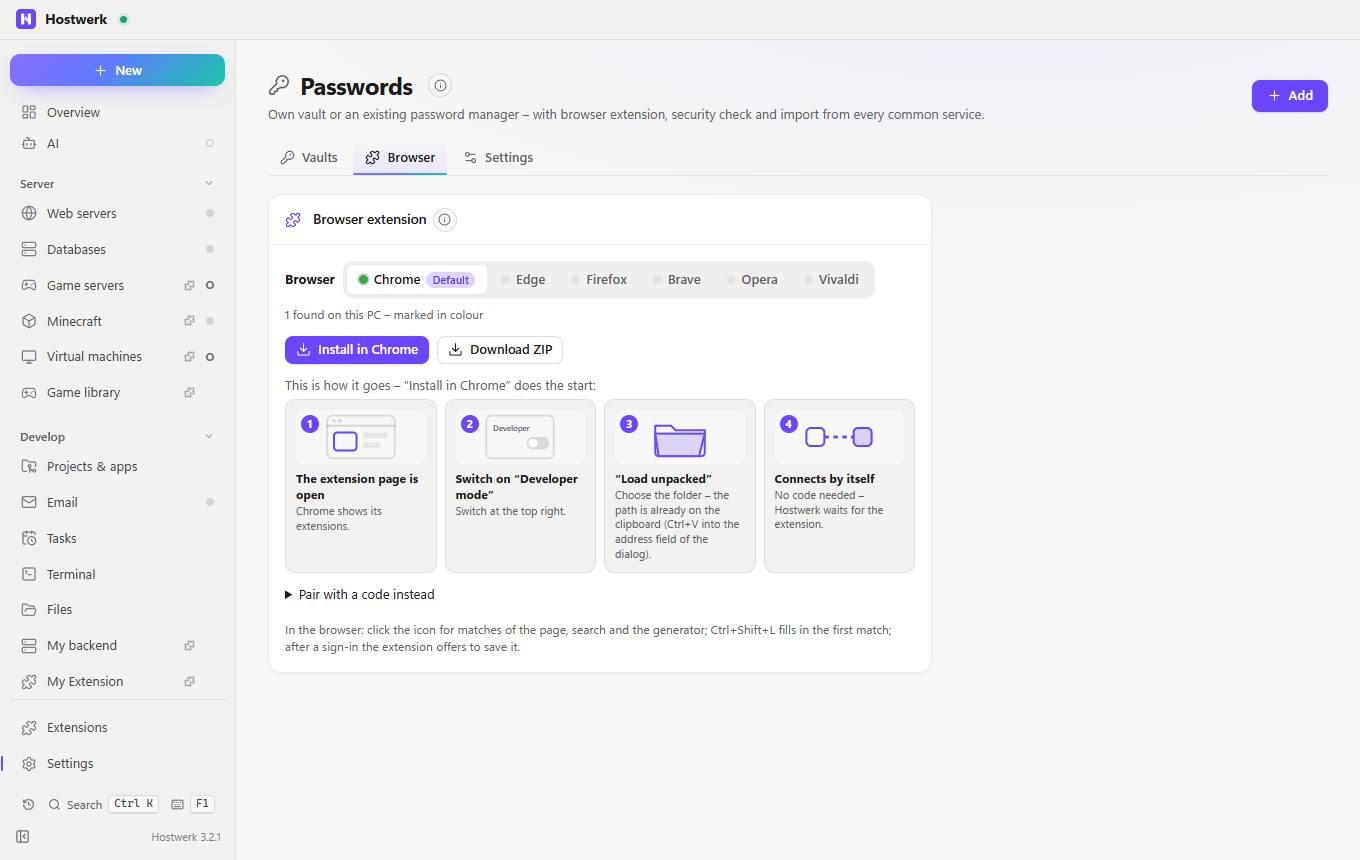 Hostwerk
New
Overview
AI
Server
Web servers
Databases
Game servers
Minecraft
Virtual machines
Game library
Develop
Projects & apps
Email
Tasks
Terminal
Files
My backend
My Extension
Extensions
Settings
Search Ctrl K F1
Hostwerk 3.2.1
Passwords
Own vault or an existing password manager – with browser extension, security check and import from every common service.
Add
Vaults Browser Settings
Browser extension
Browser Chrome Default Edge Firefox Brave Opera Vivaldi
1 found on this PC – marked in colour
Install in Chrome Download ZIP
This is how it goes – “Install in Chrome” does the start:
1
The extension page is
open
Chrome shows its
extensions.
2
Developer
Switch on “Developer
mode”
Switch at the top right.
3
“Load unpacked”
Choose the folder – the
path is already on the
clipboard (Ctrl+V into the
address field of the
dialog).
4
Connects by itself
No code needed –
Hostwerk waits for the
extension.
Pair with a code instead
In the browser: click the icon for matches of the page, search and the generator; Ctrl+Shift+L fills in the first match;
after a sign-in the extension offers to save it.